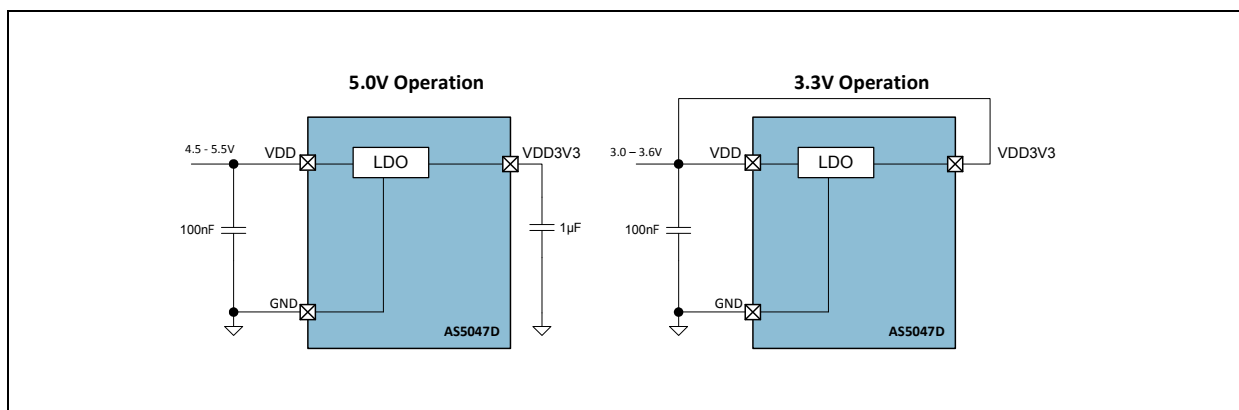 5.0V Operation
3.3V Operation
4.5 - 5.5V
VDD
LDO
VDD3V3
100nF
1µF
GND
AS5047D
3.0 – 3.6V
VDD
LDO
VDD3V3
100nF
GND
AS5047D